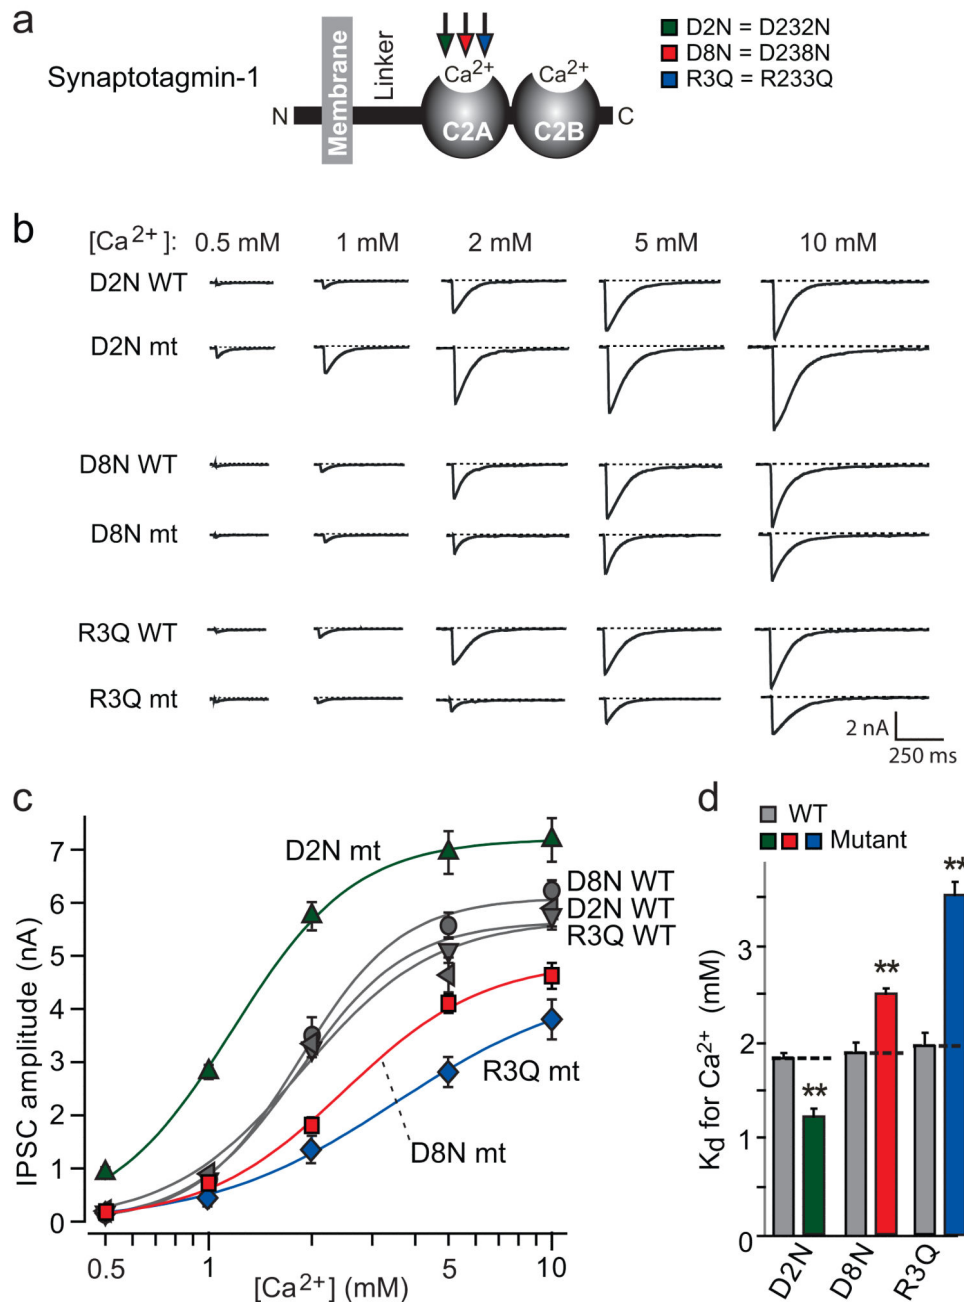 a
Synaptotagmin-1
N
Membrane
Linker
Ca2+
C2A
Ca2+
C2B
C
D2N = D232N
D8N = D238N
R3Q = R233Q
b
[Ca2+]: 0.5 mM 1 mM 2 mM 5 mM 10 mM
D2N WT
D2N mt
D8N WT
D8N mt
R3Q WT
R3Q mt
2 nA
250 ms
c
IPSC amplitude (nA)
7
6
5
4
3
2
1
0
D2N mt
D8N WT
D2N WT
R3Q WT
R3Q mt
D8N mt
0.5 1 2 5 10
[Ca2+] (mM)
d
WT
Mutant
Kd for Ca2+ (mM)
3
2
0
**
**
**
D2N
D8N
R3Q